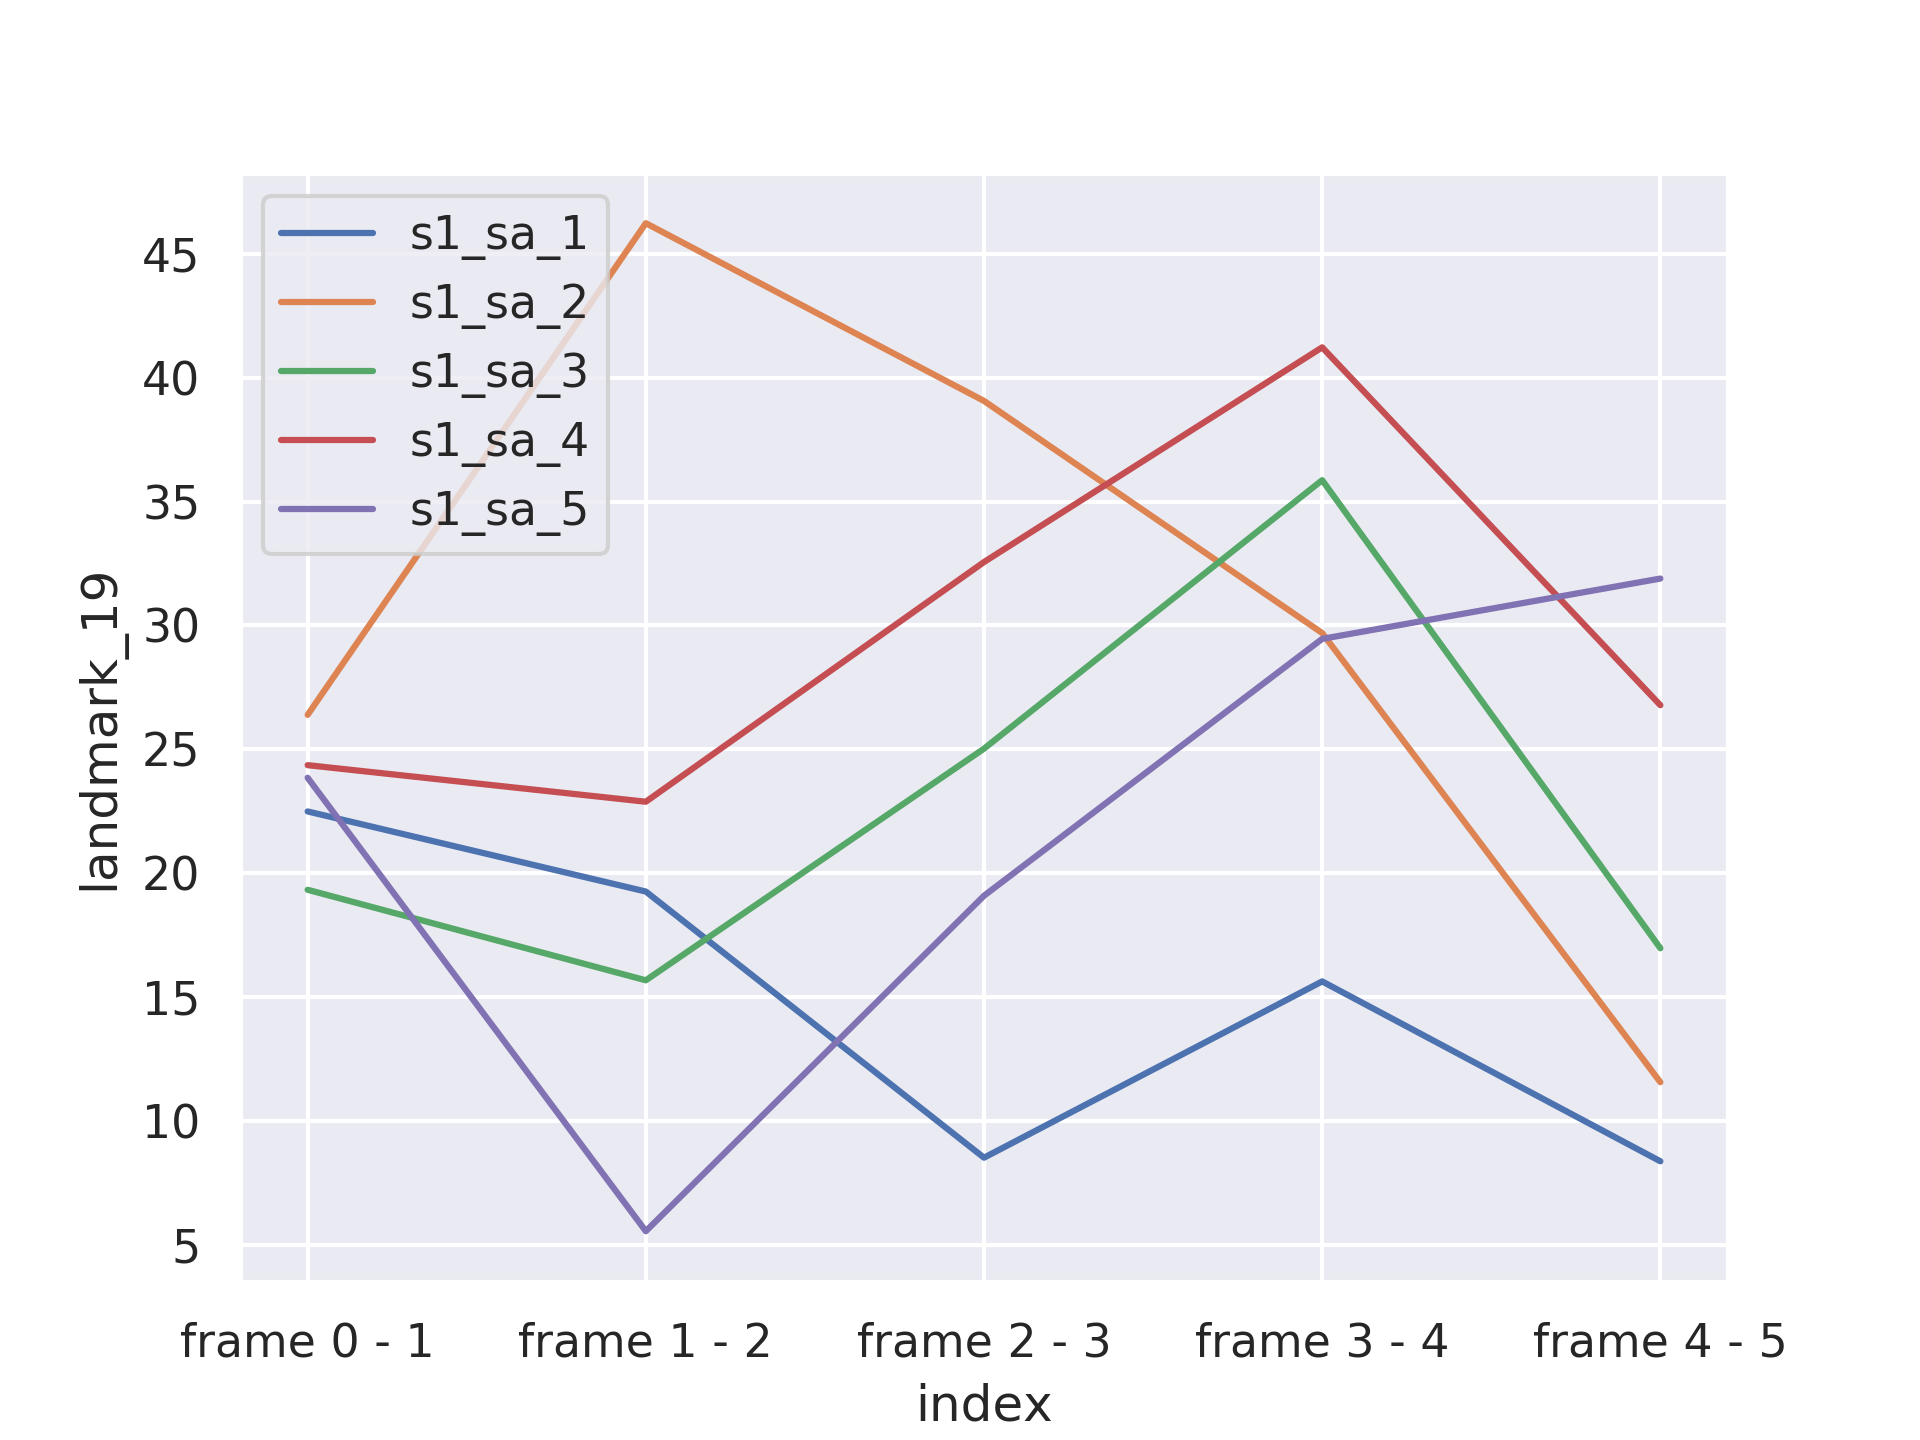 s1_sa_1
s1_sa_2
s1_sa_3
s1_sa_4
s1_sa_5
landmark_19
45
40
35
30
25
20
15
10
5
frame 0 - 1
frame 1 - 2
frame 2 - 3
frame 3 - 4
frame 4 - 5
index